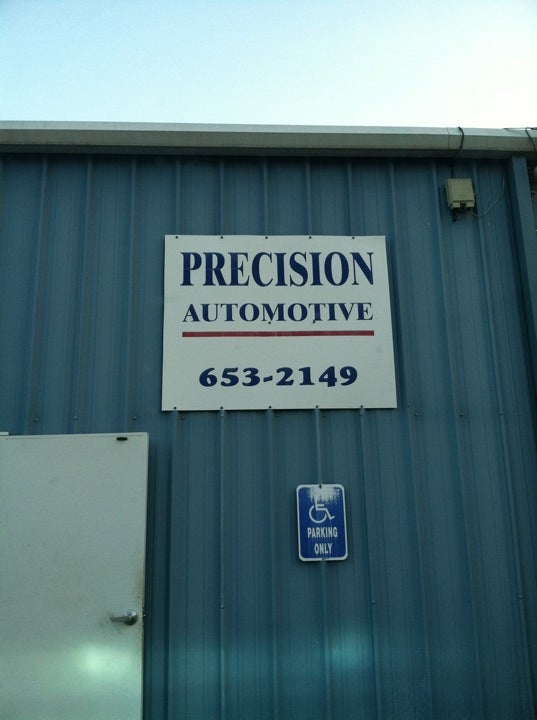 PRECISION
AUTOMOTIVE
653-2149
PARKING
ONLY